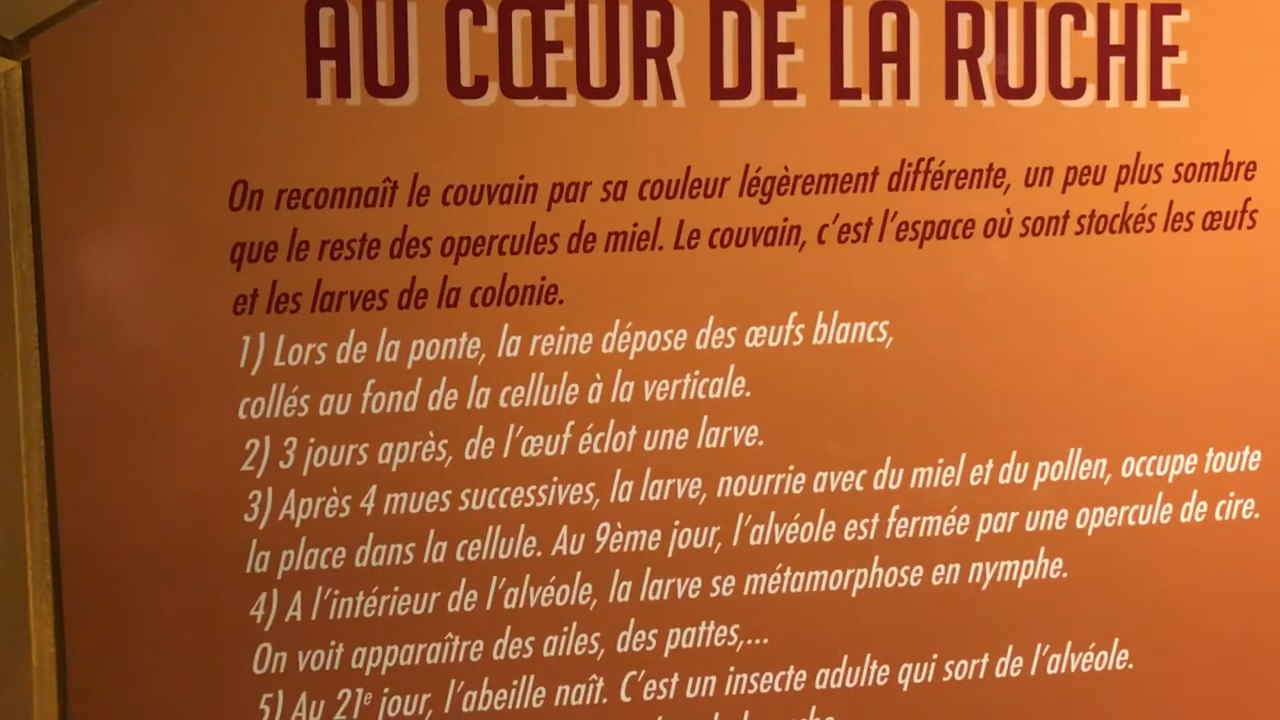 AU CŒUR DE LA RUCHE
On reconnaît le couvain par sa couleur légèrement différente, un peu plus sombre
que le reste des opercules de miel. Le couvain, c’est l’espace où sont stockés les œufs
et les larves de la colonie.
1) Lors de la ponte, la reine dépose des œufs blancs,
collés au fond de la cellule à la verticale.
2) 3 jours après, de l’œuf éclot une larve.
3) Après 4 mues successives, la larve, nourrie avec du miel et du pollen, occupe toute
la place dans la cellule. Au 9ème jour, l’alvéole est fermée par une opercule de cire.
4) A l’intérieur de l’alvéole, la larve se métamorphose en nymphe.
On voit apparaître des ailes, des pattes,...
5) Au 21e jour, l’abeille naît. C’est un insecte adulte qui sort de l’alvéole.